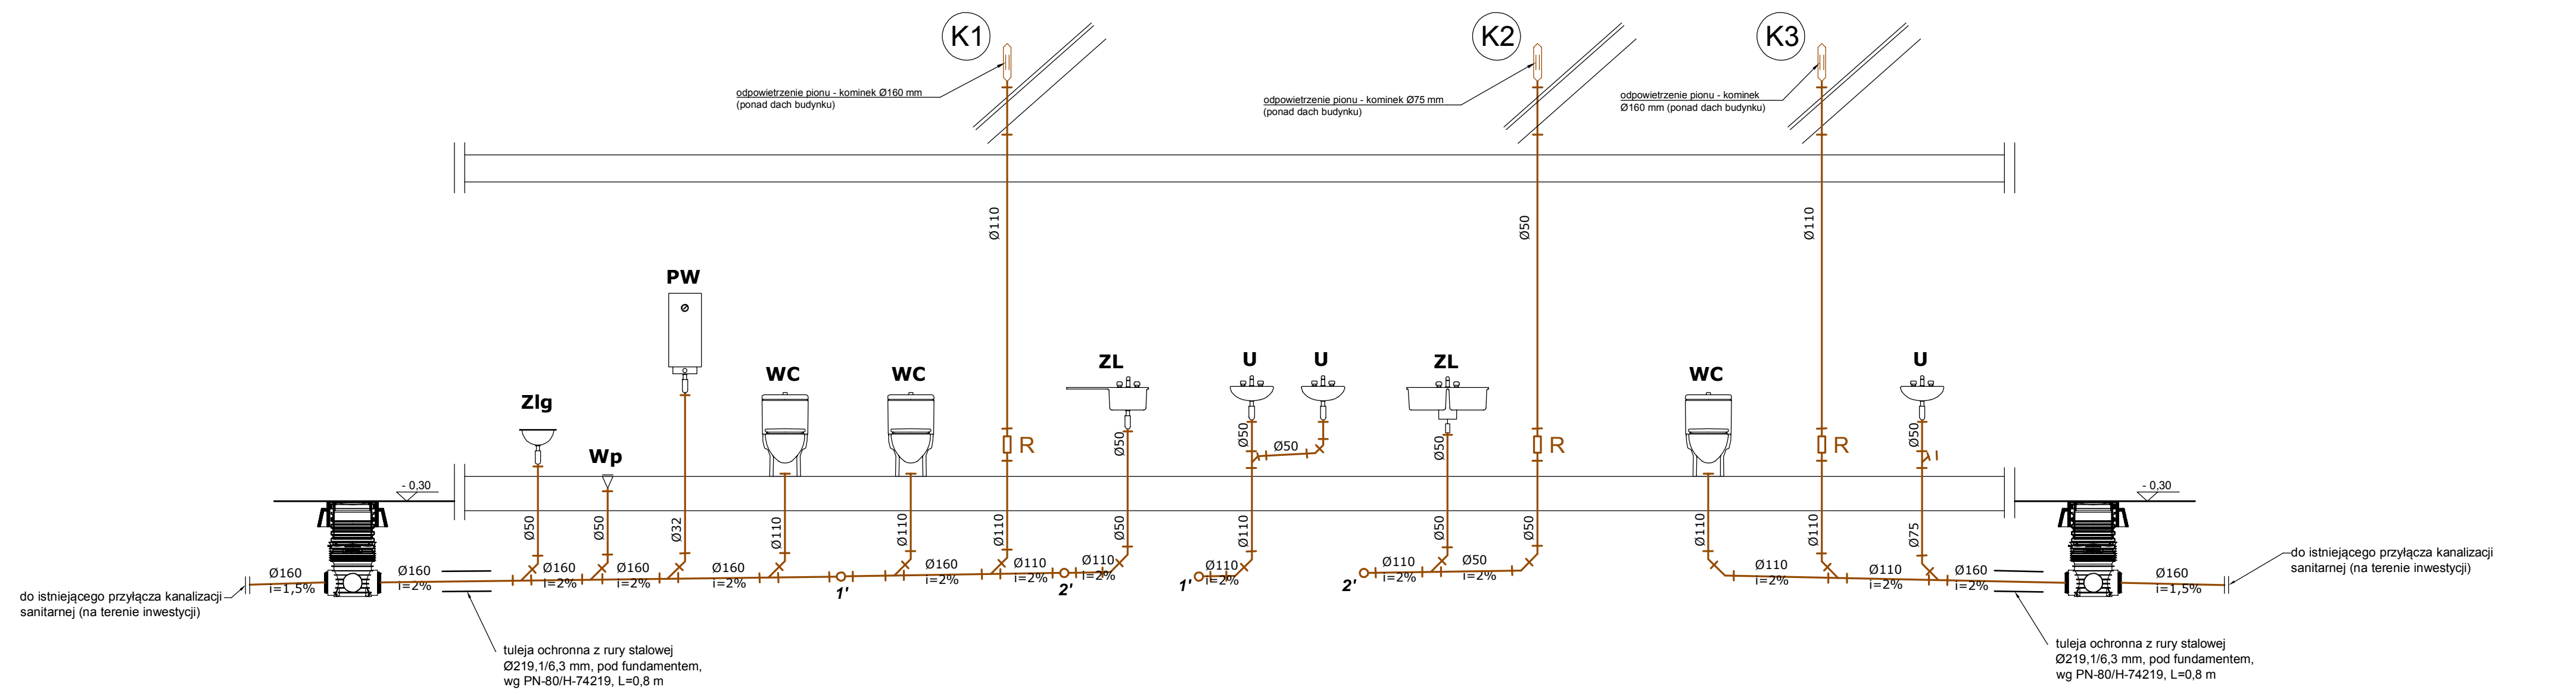 K1
K2
K3
odpowietrzenie pionu - kominek Ø160 mm
(ponad dach budynku)
odpowietrzenie pionu - kominek Ø75 mm
(ponad dach budynku)
odpowietrzenie pionu - kominek
Ø160 mm (ponad dach budynku)
Ø110
Ø50
Ø110
PW
WC
WC
ZL
U
U
ZL
WC
U
Zlg
Wp
R
R
R
Ø50
Ø50
Ø50
Ø50
Ø50
- 0,30
- 0,30
Ø50
Ø50
Ø32
Ø110
Ø110
Ø110
Ø50
Ø110
Ø50
Ø50
Ø110
Ø110
Ø75
Ø160
i=1,5%
Ø160
i=2%
Ø160
i=2%
Ø160
i=2%
Ø160
i=2%
1'
Ø160
i=2%
Ø110
i=2%
2'
Ø110
i=2%
1'
Ø110
i=2%
2'
Ø110
i=2%
Ø50
i=2%
Ø110
i=2%
Ø110
i=2%
Ø160
i=2%
Ø160
i=1,5%
do istniejącego przyłącza kanalizacji
sanitarnej (na terenie inwestycji)
do istniejącego przyłącza kanalizacji
sanitarnej (na terenie inwestycji)
tuleja ochronna z rury stalowej
Ø219,1/6,3 mm, pod fundamentem,
wg PN-80/H-74219, L=0,8 m
tuleja ochronna z rury stalowej
Ø219,1/6,3 mm, pod fundamentem,
wg PN-80/H-74219, L=0,8 m